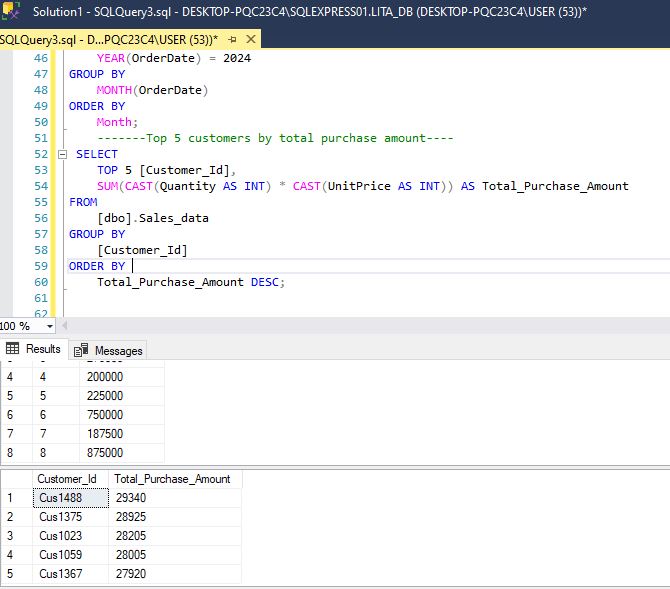 Solution1 - SQLQuery3.sql - DESKTOP-PQC23C4\SQLEXPRESS01.LITA_DB (DESKTOP-PQC23C4\USER (53))*
SQLQuery3.sql - D...PQC23C4\USER (53))*
46 YEAR(OrderDate) = 2024
47 GROUP BY
48 MONTH(OrderDate)
49 ORDER BY
50 Month;
51 -------Top 5 customers by total purchase amount----
52 SELECT
53 TOP 5 [Customer_Id],
54 SUM(CAST(Quantity AS INT) * CAST(UnitPrice AS INT)) AS Total_Purchase_Amount
55 FROM
56 [dbo].Sales_data
57 GROUP BY
58 [Customer_Id]
59 ORDER BY
60 Total_Purchase_Amount DESC;
61
62
100 %
Results Messages
4 4 200000
5 5 225000
6 6 750000
7 7 187500
8 8 875000
Customer_Id Total_Purchase_Amount
1 Cus1488 29340
2 Cus1375 28925
3 Cus1023 28205
4 Cus1059 28005
5 Cus1367 27920